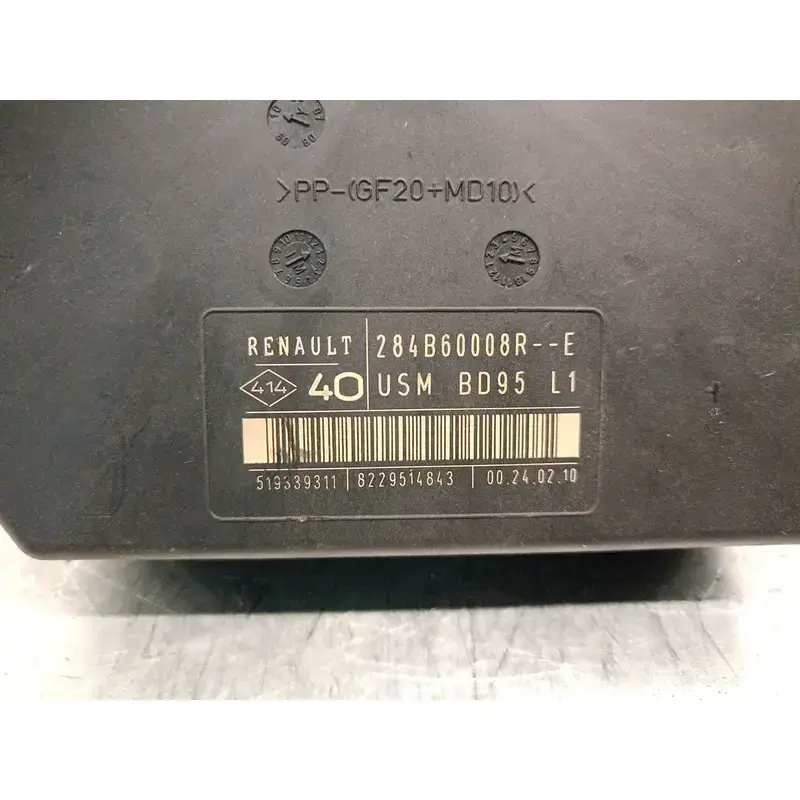 >PP-(GF20+MD10)<
RENAULT 284B60008R--E
414 40 USM BD95 L1
519339311 8229514843 00.24.02.10